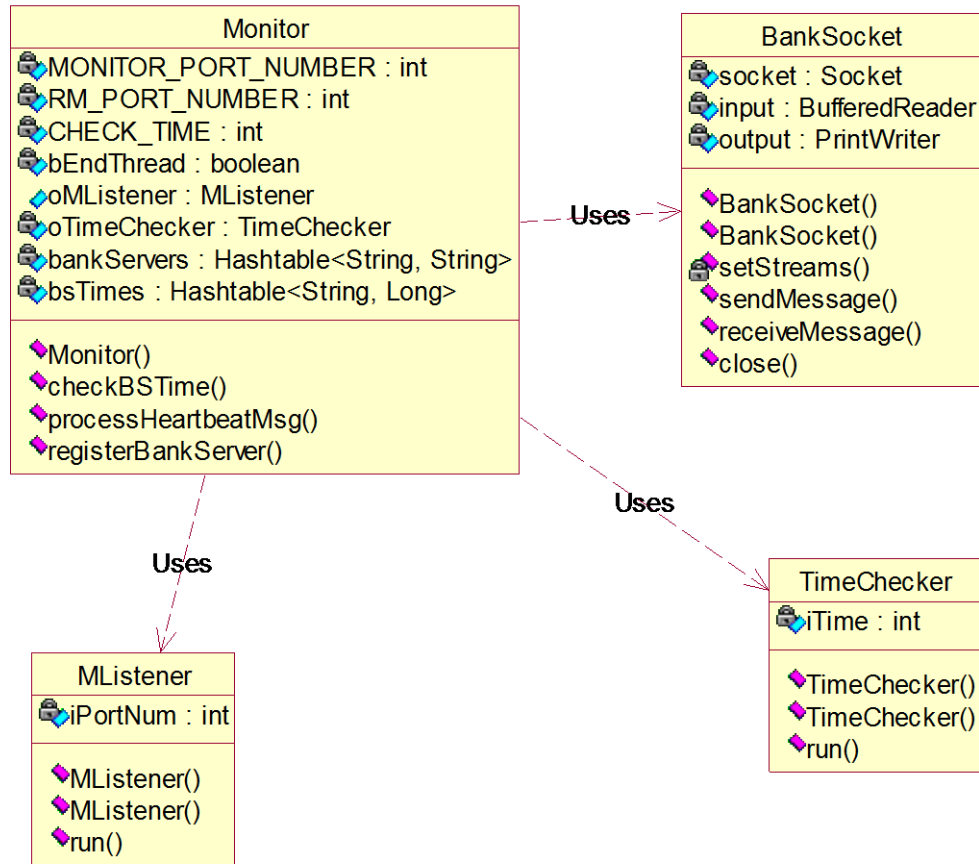 Monitor
MONITOR_PORT_NUMBER : int
RM_PORT_NUMBER : int
CHECK_TIME : int
bEndThread : boolean
oMListener : MListener
oTimeChecker : TimeChecker
bankServers : Hashtable<String, String>
bsTimes : Hashtable<String, Long>
Monitor()
checkBSTime()
processHeartbeatMsg()
registerBankServer()
Uses
BankSocket
socket : Socket
input : BufferedReader
output : PrintWriter
BankSocket()
BankSocket()
setStreams()
sendMessage()
receiveMessage()
close()
Uses
Uses
MListener
iPortNum : int
MListener()
MListener()
run()
TimeChecker
iTime : int
TimeChecker()
TimeChecker()
run()